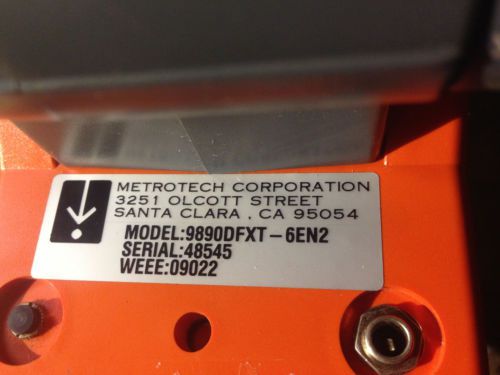 METROTECH CORPORATION
3251 OLCOTT STREET
SANTA CLARA , CA 95054
MODEL:9890DFXT-6EN2
SERIAL:48545
WEEE:09022